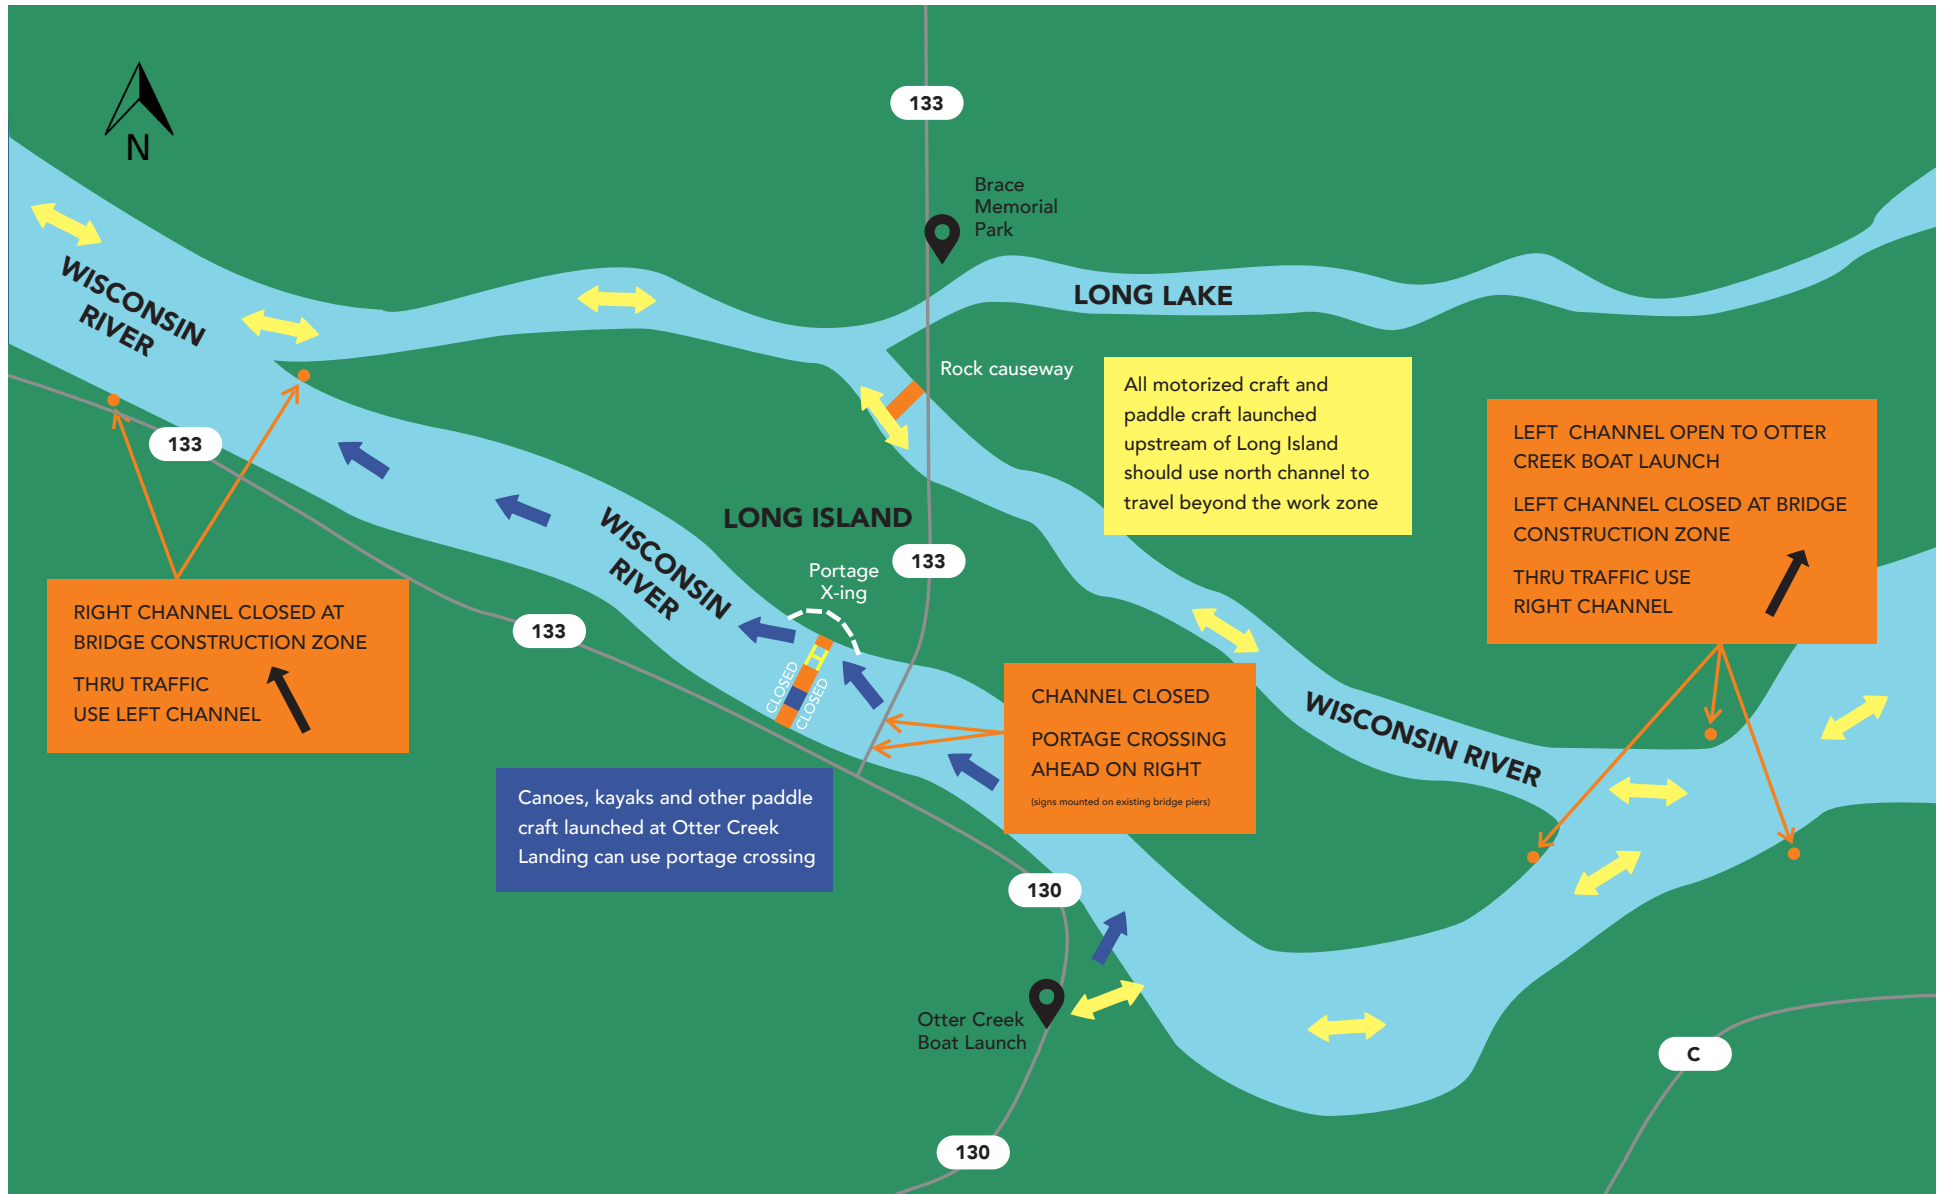 133
N
Brace
Memorial
Park
WISCONSIN
RIVER
LONG LAKE
Rock causeway
All motorized craft and
paddle craft launched
upstream of Long Island
should use north channel to
travel beyond the work zone
LEFT CHANNEL OPEN TO OTTER
CREEK BOAT LAUNCH
LEFT CHANNEL CLOSED AT BRIDGE
CONSTRUCTION ZONE
THRU TRAFFIC USE
RIGHT CHANNEL
133
LONG ISLAND
WISCONSIN
RIVER
133
Portage
X-ing
RIGHT CHANNEL CLOSED AT
BRIDGE CONSTRUCTION ZONE
THRU TRAFFIC
USE LEFT CHANNEL
133
CLOSED
CLOSED
CHANNEL CLOSED
PORTAGE CROSSING
AHEAD ON RIGHT
(signs mounted on existing bridge piers)
WISCONSIN RIVER
Canoes, kayaks and other paddle
craft launched at Otter Creek
Landing can use portage crossing
130
Otter Creek
Boat Launch
C
130